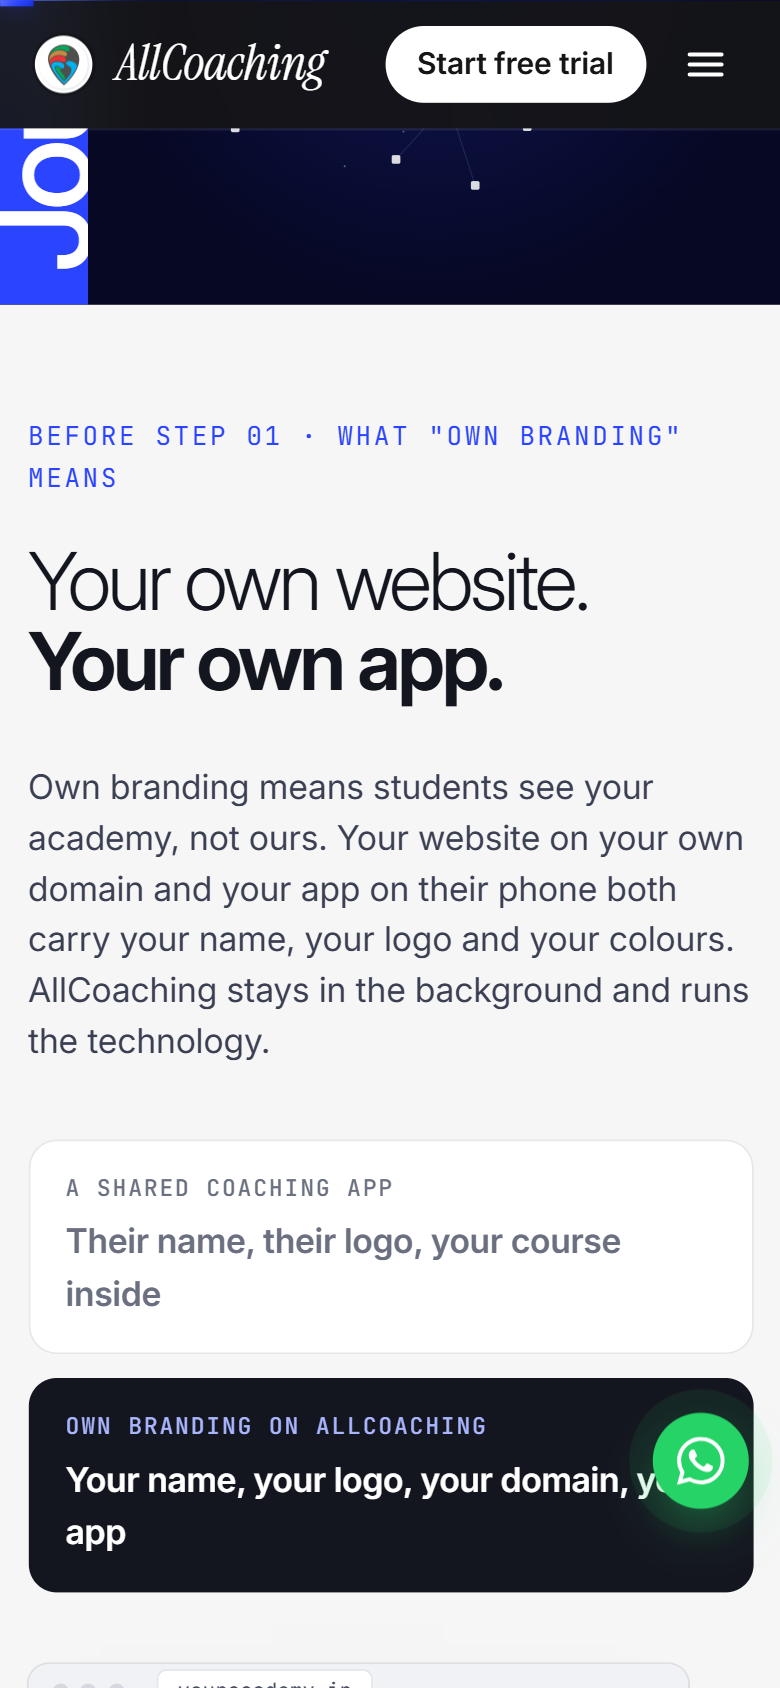 AllCoaching
Start free trial
BEFORE STEP 01 · WHAT "OWN BRANDING"
MEANS
Your own website.
Your own app.
Own branding means students see your
academy, not ours. Your website on your own
domain and your app on their phone both
carry your name, your logo and your colours.
AllCoaching stays in the background and runs
the technology.
A SHARED COACHING APP
Their name, their logo, your course
inside
OWN BRANDING ON ALLCOACHING
Your name, your logo, your domain,
app